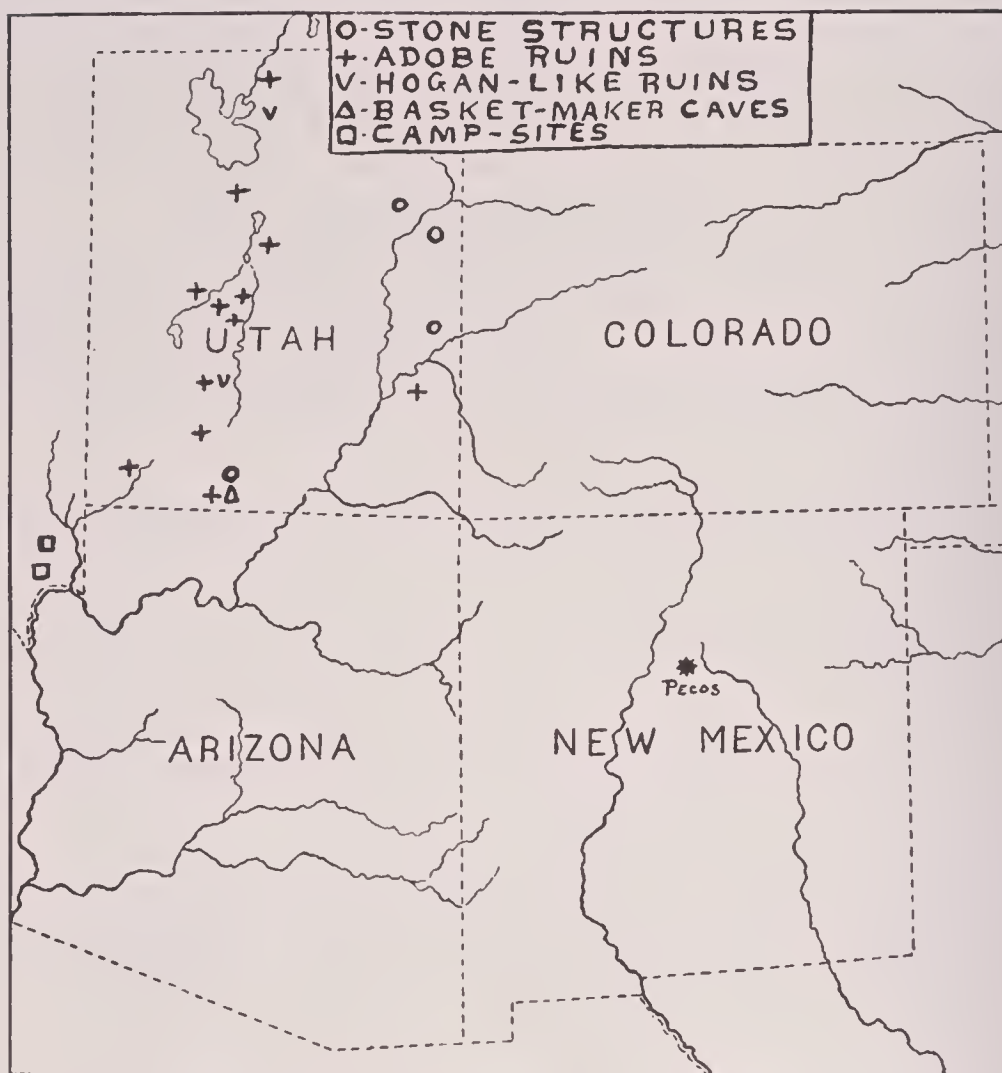 O-STONE STRUCTURES
+-ADOBE RUINS
V-HOGAN-LIKE RUINS
Δ-BASKET-MAKER CAVES
□-CAMP-SITES
UTAH
COLORADO
PECOS
ARIZONA
NEW MEXICO